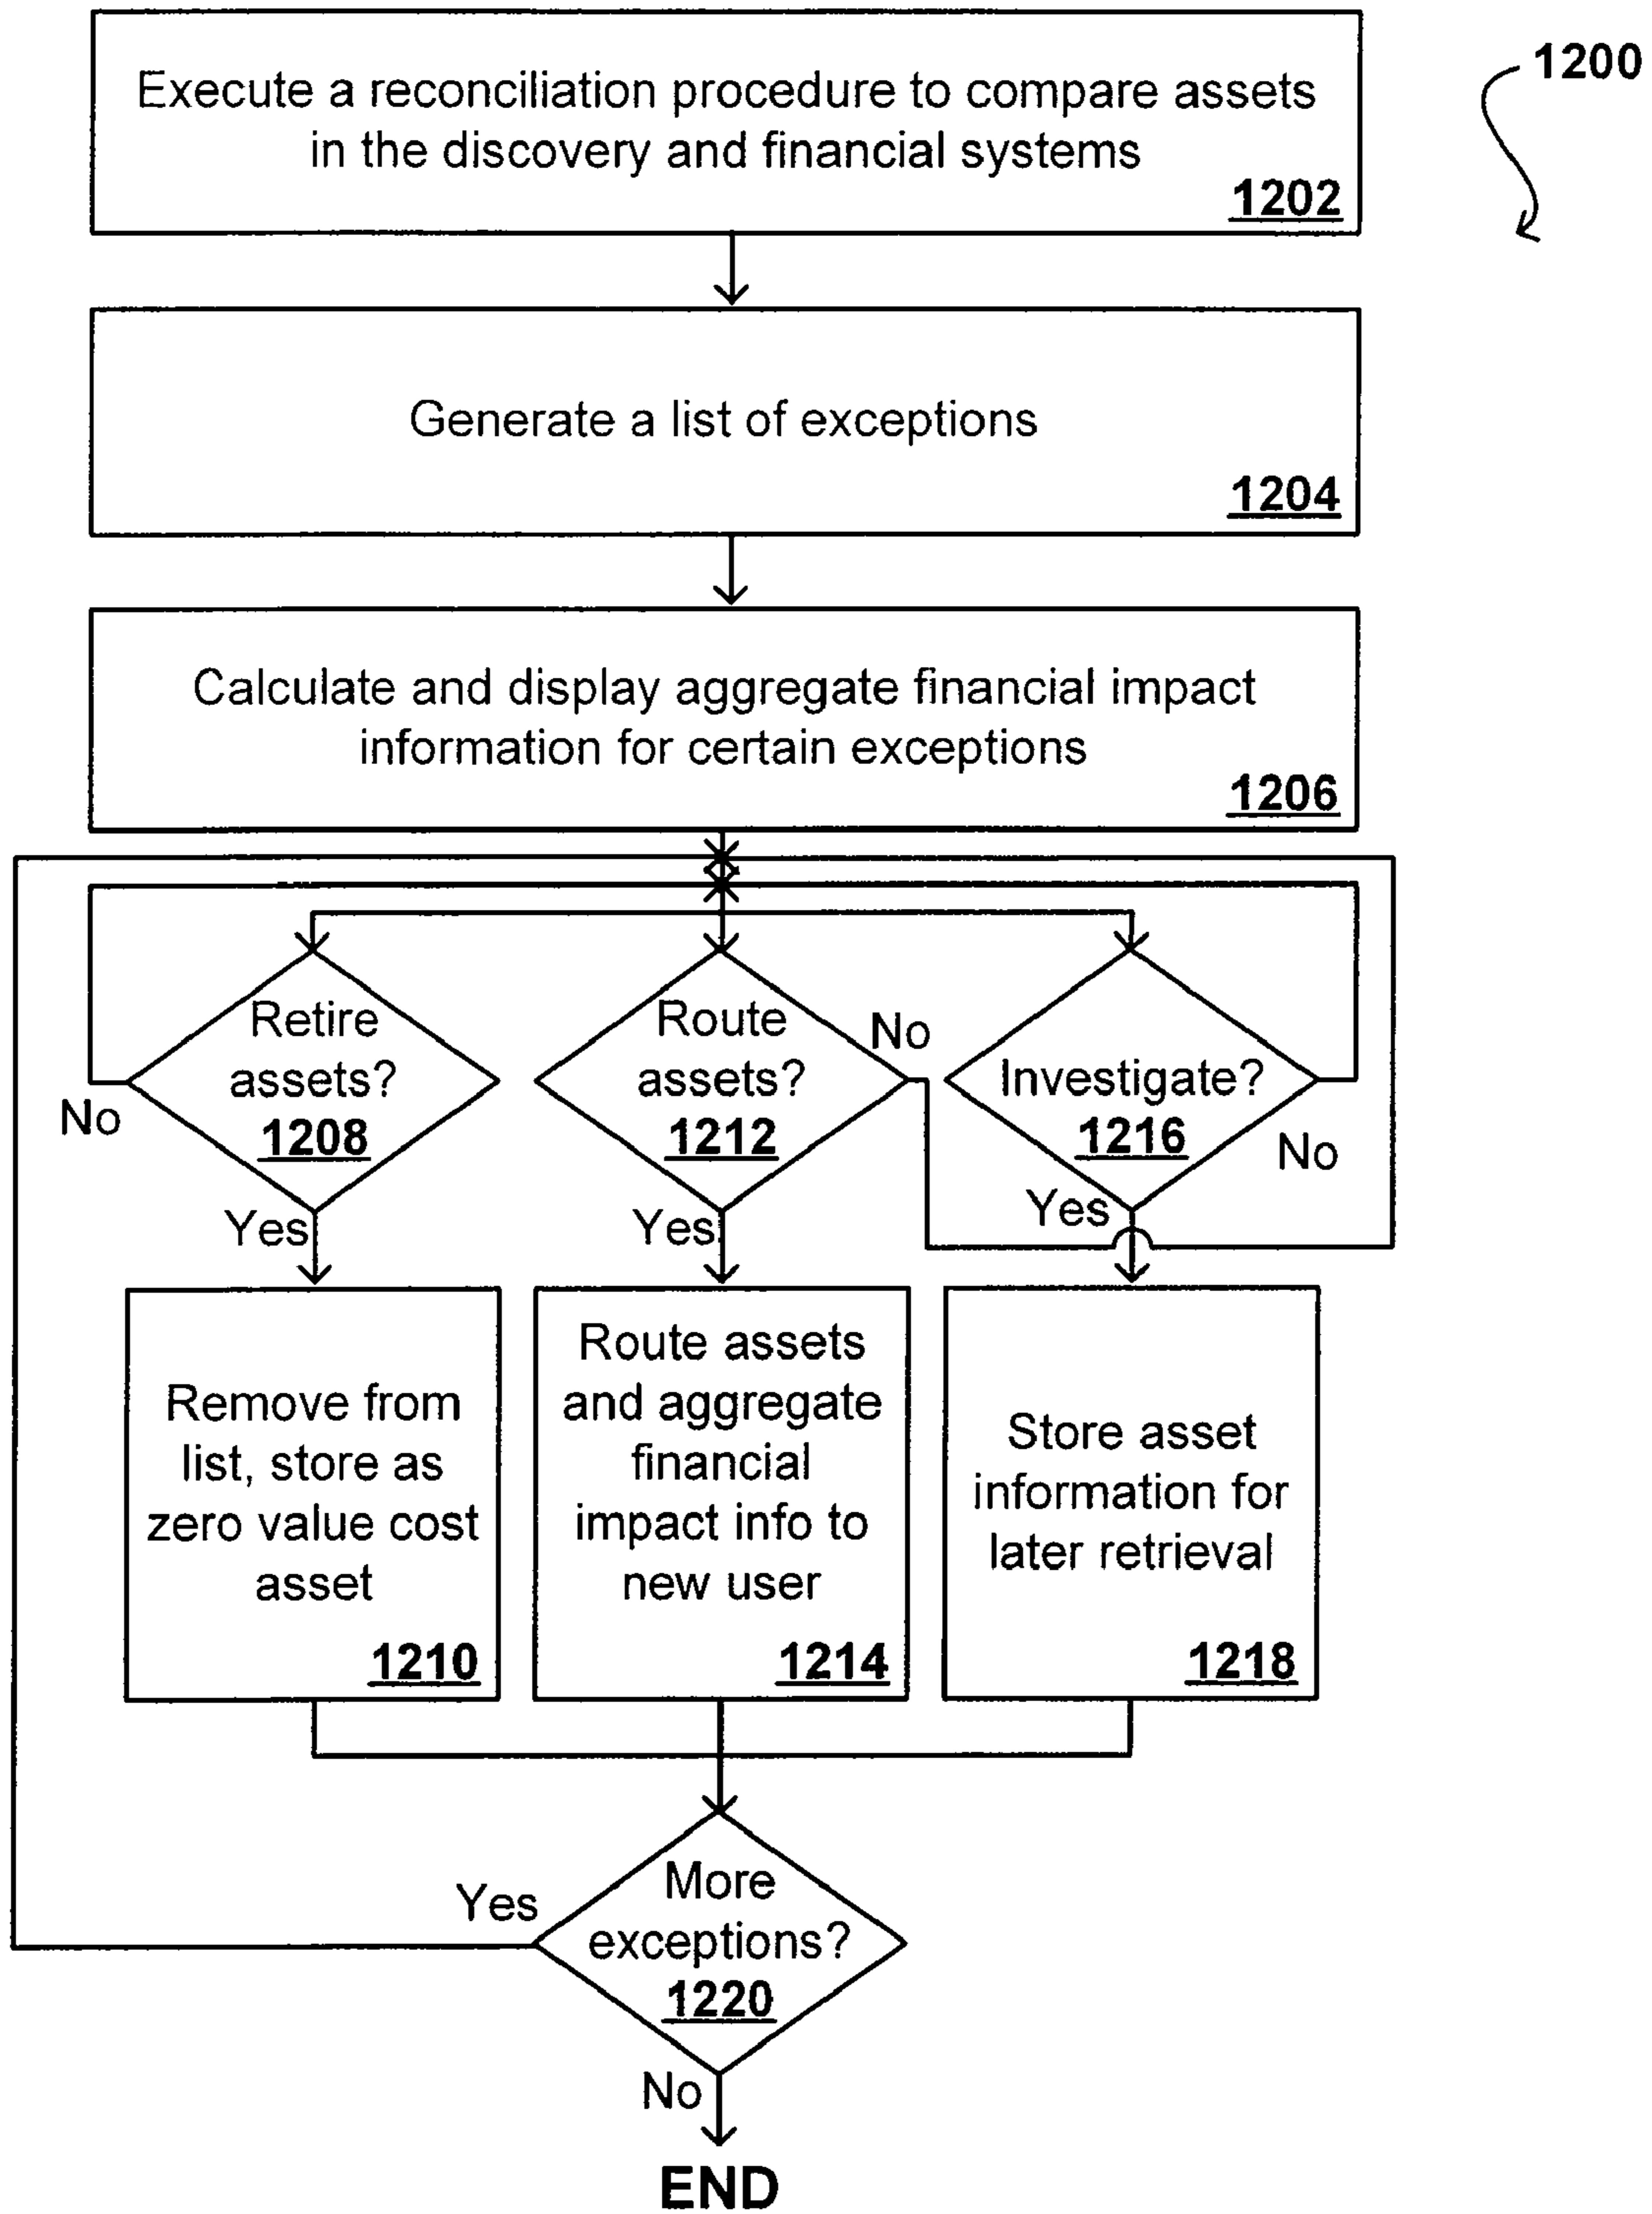 1200
Execute a reconciliation procedure to compare assets
in the discovery and financial systems
1202
Generate a list of exceptions
1204
Calculate and display aggregate financial impact
information for certain exceptions
1206
Retire
assets?
1208
No
Yes
Route
assets?
1212
No
Yes
Investigate?
1216
No
Yes
Remove from
list, store as
zero value cost
asset
1210
Route assets
and aggregate
financial
impact info to
new user
1214
Store asset
information for
later retrieval
1218
More
exceptions?
1220
Yes
No
END